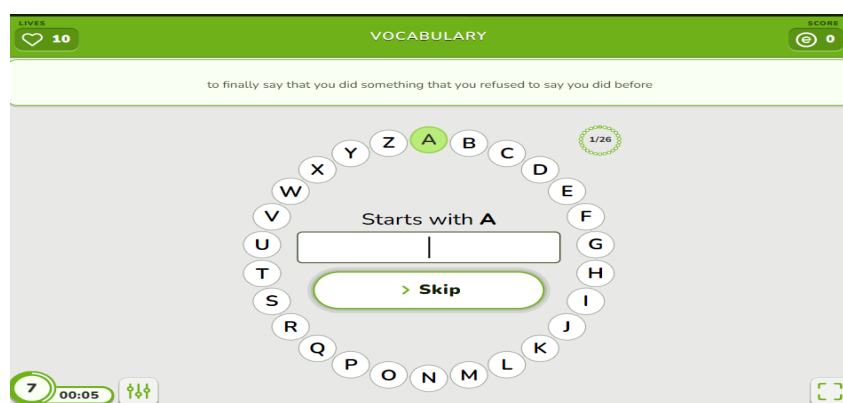 LIVES
10
VOCABULARY
SCORE
0
to finally say that you did something that you refused to say you did before
1/26
A
B
C
D
E
F
G
H
I
J
K
L
M
N
O
P
Q
R
S
T
U
V
W
X
Y
Z
Starts with A
> Skip
7
00:05